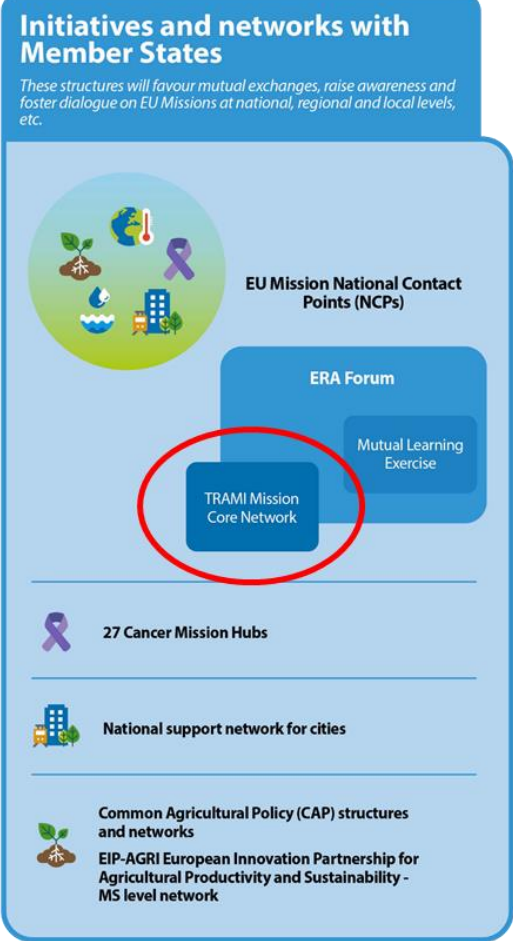 Initiatives and networks with
Member States
These structures will favour mutual exchanges, raise awareness and
foster dialogue on EU Missions at national, regional and local levels,
etc.
EU Mission National Contact
Points (NCPs)
ERA Forum
Mutual Learning
Exercise
TRAMI Mission
Core Network
27 Cancer Mission Hubs
National support network for cities
Common Agricultural Policy (CAP) structures
and networks
EIP-AGRI European Innovation Partnership for
Agricultural Productivity and Sustainability -
MS level network